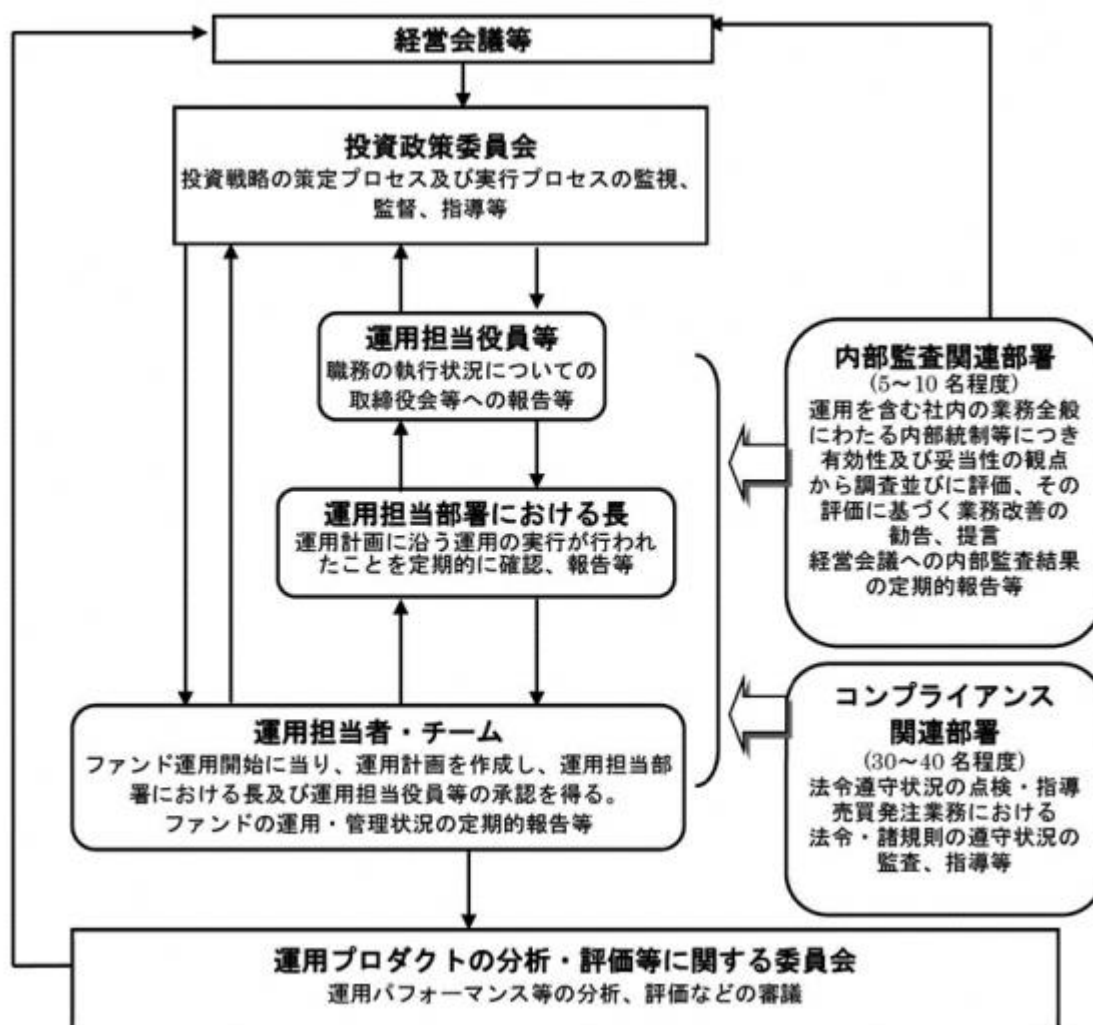 経営会議等
投資政策委員会
投資戦略の策定プロセス及び実行プロセスの監視、
監督、指導等
運用担当役員等
職務の執行状況についての
取締役会等への報告等
運用担当部署における長
運用計画に沿う運用の実行が行われ
たことを定期的に確認、報告等
運用担当者・チーム
ファンド運用開始に当り、運用計画を作成し、運用担当部
署における長及び運用担当役員等の承認を得る。
ファンドの運用・管理状況の定期的報告等
内部監査関連部署
(5～10 名程度)
運用を含む社内の業務全般
にわたる内部統制等につき
有効性及び妥当性の観点
から調査並びに評価、その
評価に基づく業務改善の
勧告、提言
経営会議への内部監査結果
の定期的報告等
コンプライアンス
関連部署
(30～40 名程度)
法令遵守状況の点検・指導
売買発注業務における
法令・諸規則の遵守状況の
監査、指導等
運用プロダクトの分析・評価等に関する委員会
運用パフォーマンス等の分析、評価などの審議